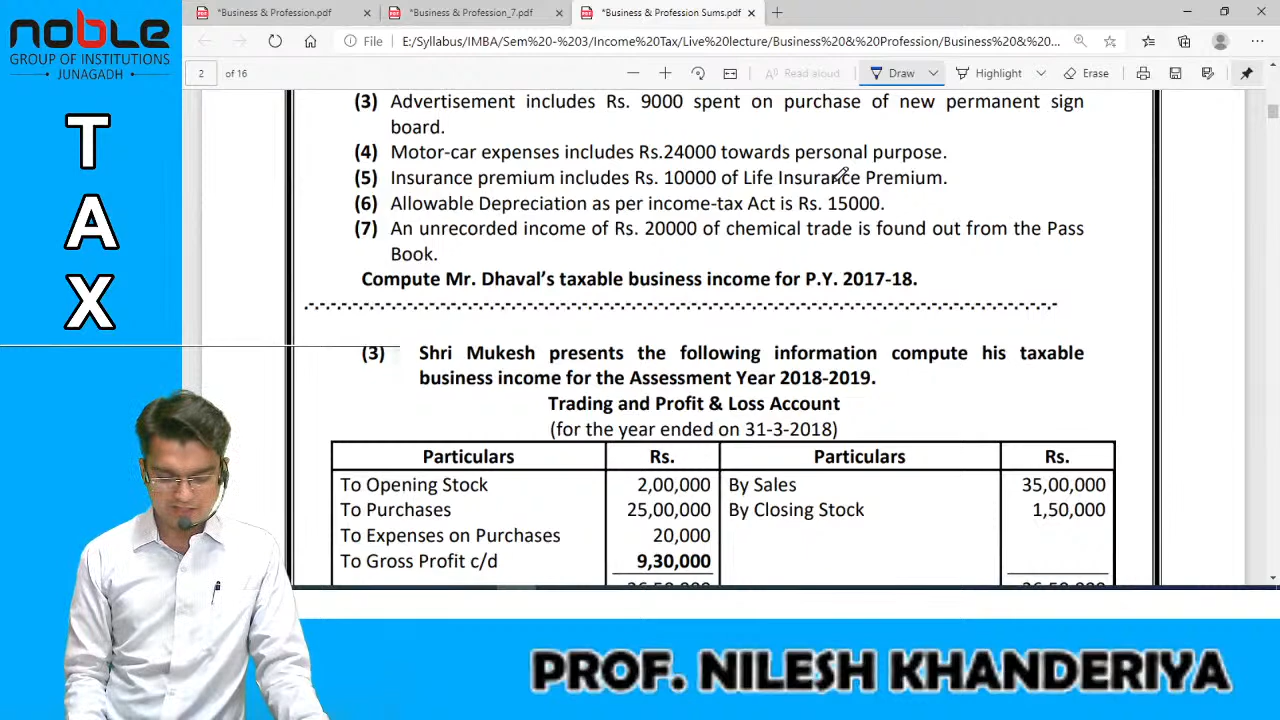 noble
GROUP OF INSTITUTIONS
JUNAGADH
TAX
*Business & Profession.pdf
*Business & Profession_7.pdf
*Business & Profession Sums.pdf
File
E:/Syllabus/IMBA/Sem%20-%203/Income%20Tax/Live%20lecture/Business%20&%20Profession/Business%20&%20...
2 of 16
Read aloud
Draw
Highlight
Erase
(3) Advertisement includes Rs. 9000 spent on purchase of new permanent sign
board.
(4) Motor-car expenses includes Rs.24000 towards personal purpose.
(5) Insurance premium includes Rs. 10000 of Life Insurance Premium.
(6) Allowable Depreciation as per income-tax Act is Rs. 15000.
(7) An unrecorded income of Rs. 20000 of chemical trade is found out from the Pass
Book.
Compute Mr. Dhaval's taxable business income for P.Y. 2017-18.
(3) Shri Mukesh presents the following information compute his taxable
business income for the Assessment Year 2018-2019.
Trading and Profit & Loss Account
(for the year ended on 31-3-2018)
Particulars Rs. Particulars Rs.
To Opening Stock 2,00,000 By Sales 35,00,000
To Purchases 25,00,000 By Closing Stock 1,50,000
To Expenses on Purchases 20,000
To Gross Profit c/d 9,30,000
PROF. NILESH KHANDERIYA